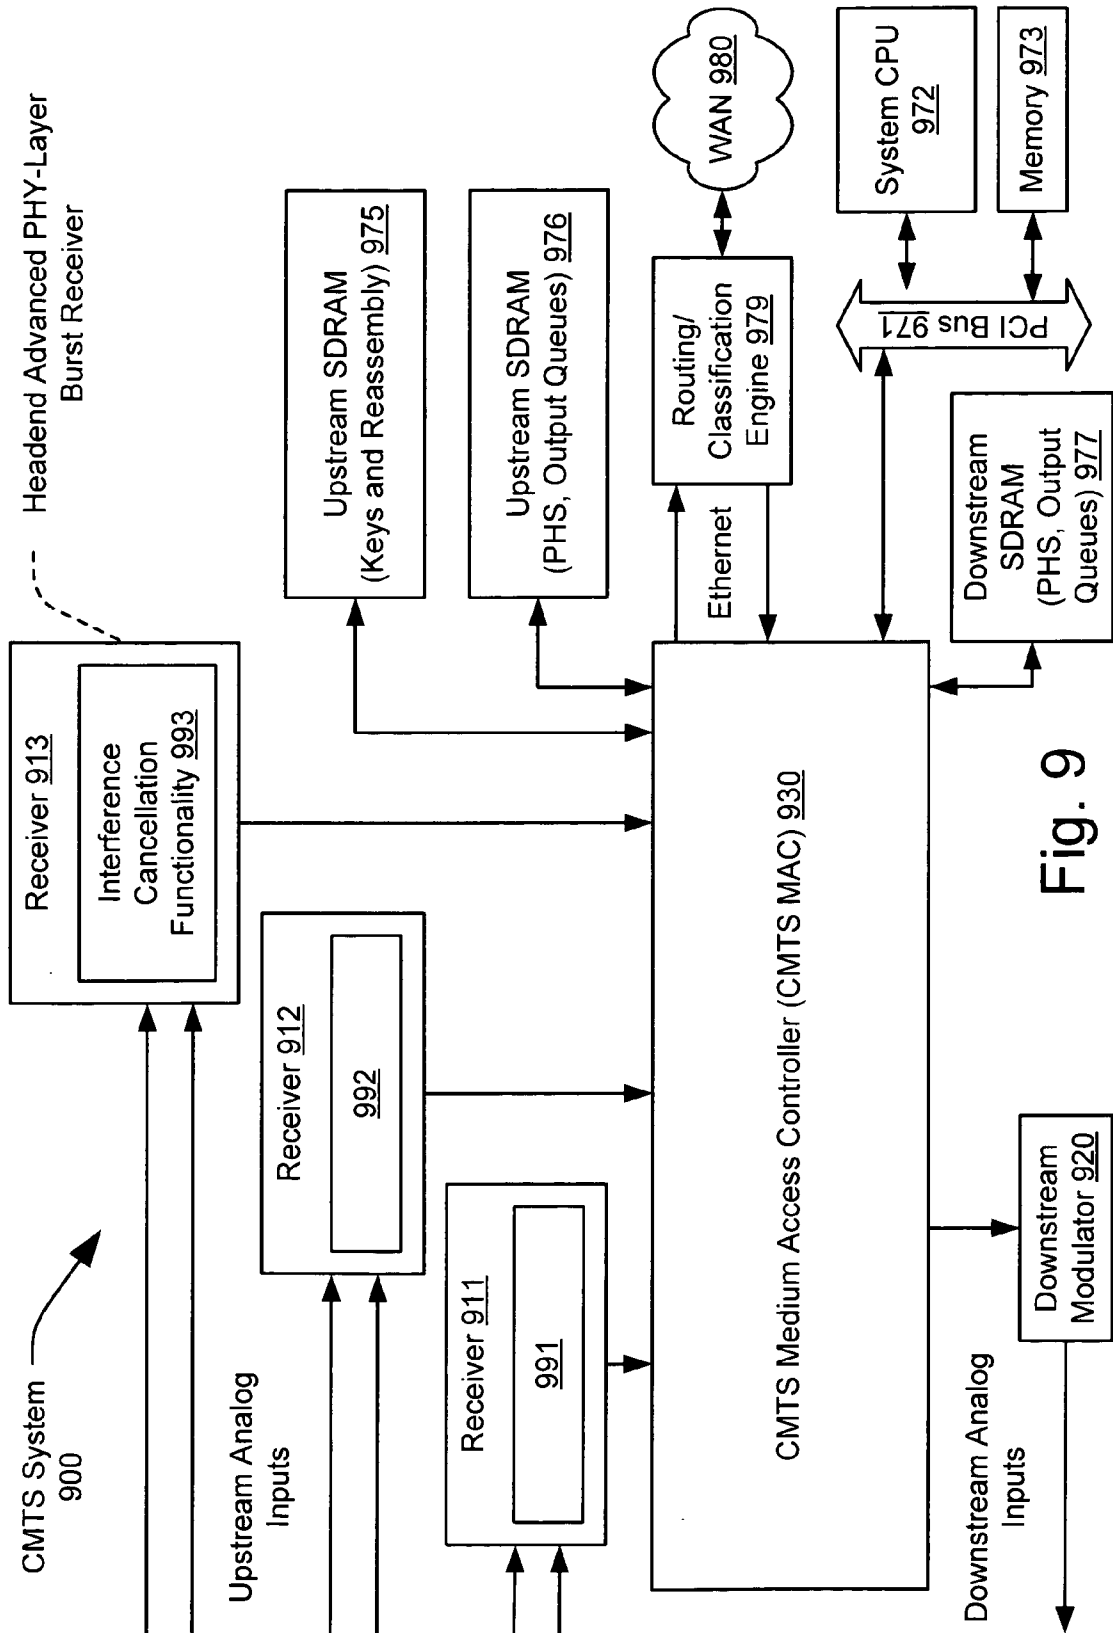 CMTS System
900
Headend Advanced PHY-Layer
Burst Receiver
Receiver 913
Interference
Cancellation
Functionality 993
Upstream Analog
Inputs
Receiver 912
992
Receiver 911
991
Upstream SDRAM
(Keys and Reassembly) 975
Upstream SDRAM
(PHS, Output Queues) 976
CMTS Medium Access Controller (CMTS MAC) 930
Ethernet
Routing/
Classification
Engine 979
WAN 980
System CPU
972
Memory 973
PCI Bus 971
Downstream
SDRAM
(PHS, Output
Queues) 977
Downstream
Modulator 920
Downstream Analog
Inputs
Fig. 9